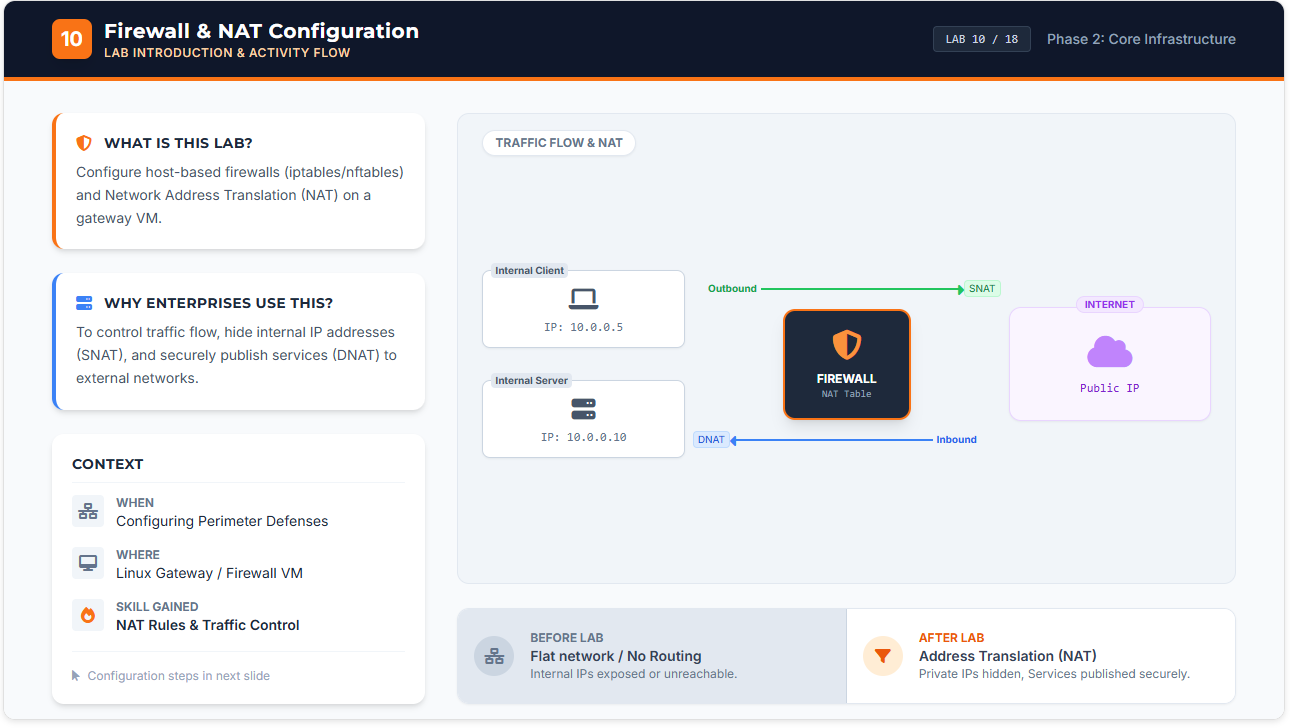 10
Firewall & NAT Configuration
LAB INTRODUCTION & ACTIVITY FLOW
LAB 10 / 18
Phase 2: Core Infrastructure
WHAT IS THIS LAB?
Configure host-based firewalls (iptables/nftables)
and Network Address Translation (NAT) on a
gateway VM.
WHY ENTERPRISES USE THIS?
To control traffic flow, hide internal IP addresses
(SNAT), and securely publish services (DNAT) to
external networks.
CONTEXT
WHEN
Configuring Perimeter Defenses
WHERE
Linux Gateway / Firewall VM
SKILL GAINED
NAT Rules & Traffic Control
Configuration steps in next slide
TRAFFIC FLOW & NAT
Internal Client
IP: 10.0.0.5
Internal Server
IP: 10.0.0.10
Outbound
SNAT
FIREWALL
NAT Table
DNAT
Inbound
INTERNET
Public IP
BEFORE LAB
Flat network / No Routing
Internal IPs exposed or unreachable.
AFTER LAB
Address Translation (NAT)
Private IPs hidden, Services published securely.